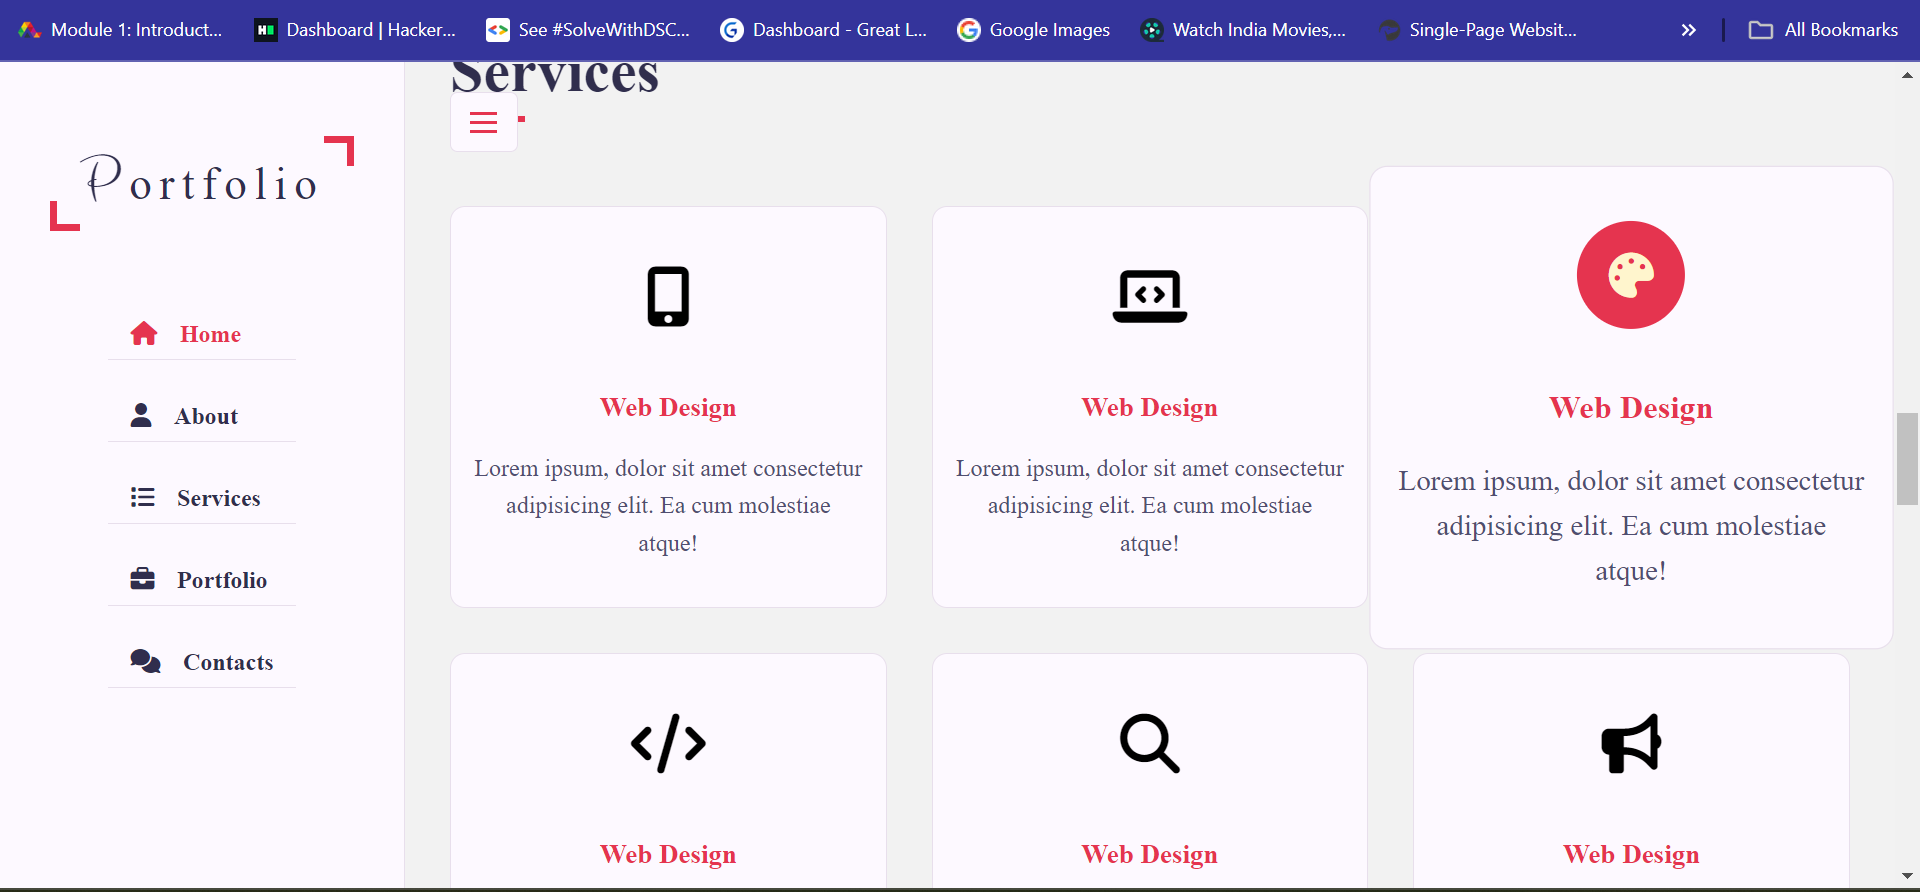 Module 1: Introduct...
Dashboard | Hacker...
See #SolveWithDSC...
Dashboard - Great L...
Google Images
Watch India Movies,...
Single-Page Websit...
All Bookmarks
Portfolio
Home
About
Services
Portfolio
Contacts
Services
Web Design
Lorem ipsum, dolor sit amet consectetur
adipisicing elit. Ea cum molestiae
atque!
Web Design
Lorem ipsum, dolor sit amet consectetur
adipisicing elit. Ea cum molestiae
atque!
Web Design
Lorem ipsum, dolor sit amet consectetur
adipisicing elit. Ea cum molestiae
atque!
Web Design
Web Design
Web Design